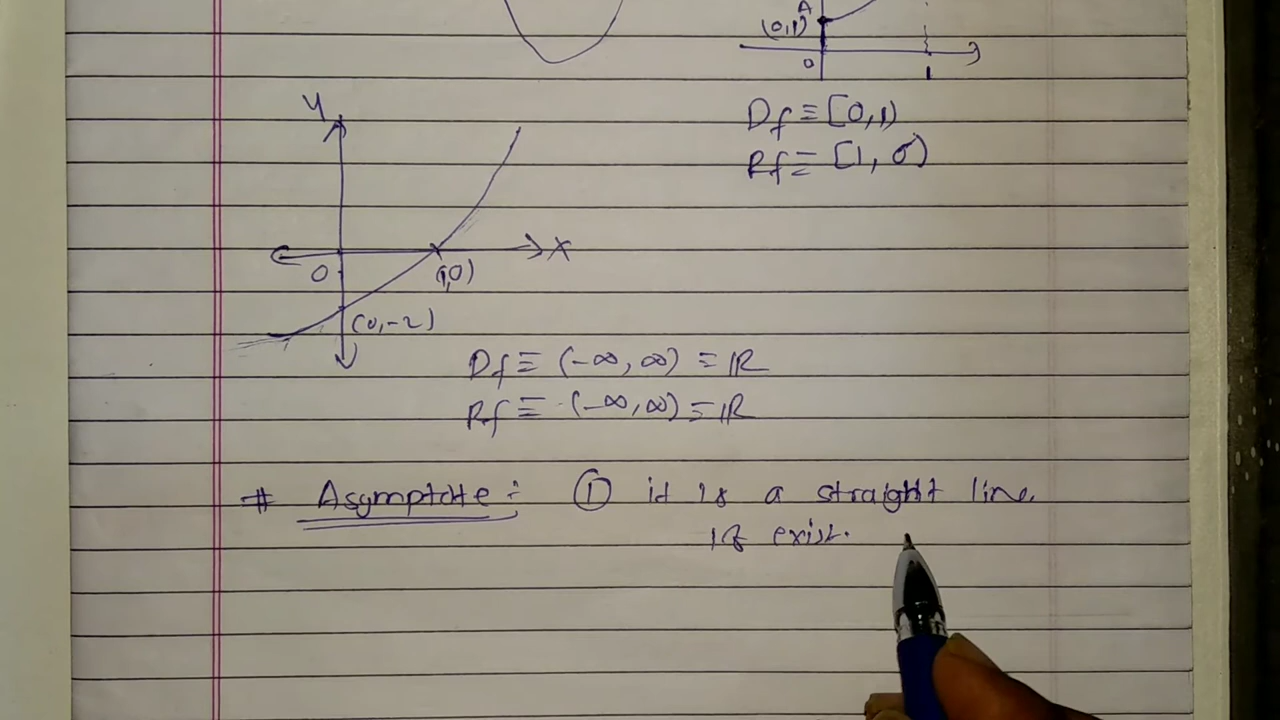 A
(0,1)
0
1
Df ≡ [0,1)
Rf ≡ [1, σ)
Y
X
0
(1,0)
(0,-2)
Df ≡ (-∞, ∞) = IR
Rf ≡ (-∞, ∞) = IR
# Asymptote : ① it is a straight line.
if exist.